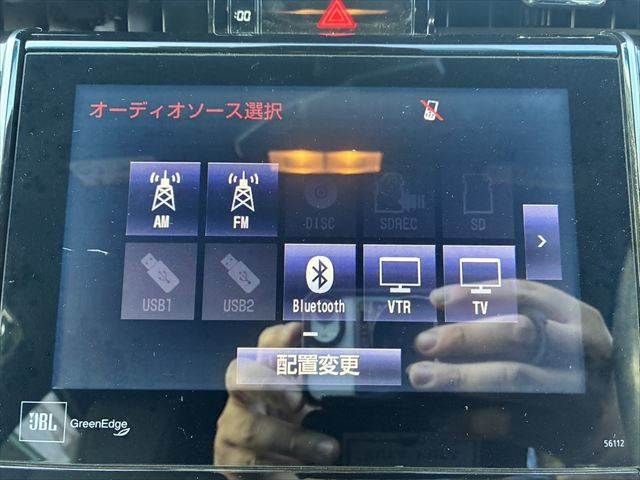 :00
オーディオソース選択
AM
FM
DISC
SDREC
SD
USB1
USB2
Bluetooth
VTR
TV
配置変更
JBL
GreenEdge
56112